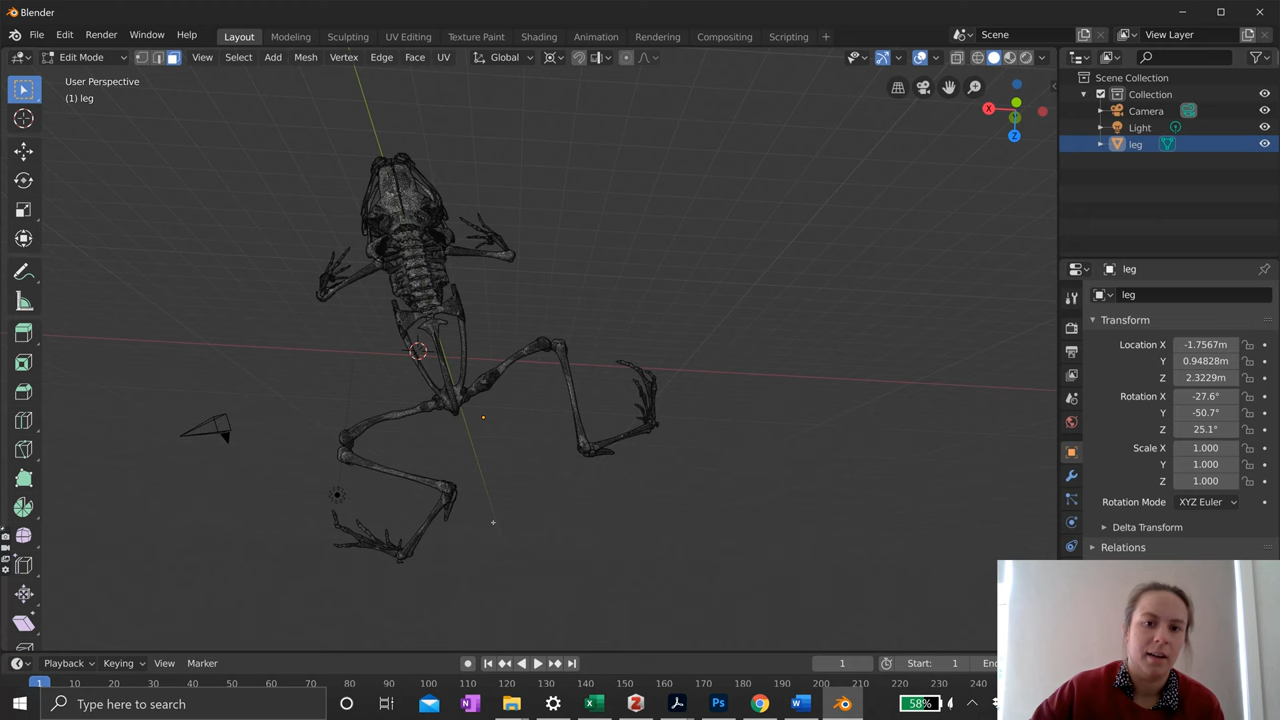 Blender
File Edit Render Window Help Layout Modeling Sculpting UV Editing Texture Paint Shading Animation Rendering Compositing Scripting + Scene View Layer
Edit Mode View Select Add Mesh Vertex Edge Face UV Global
User Perspective
(1) leg
X
Y
Z
Scene Collection
Collection
Camera
Light
leg
leg
leg
Transform
Location X -1.7567m
Y 0.94828m
Z 2.3229m
Rotation X -27.6°
Y -50.7°
Z 25.1°
Scale X 1.000
Y 1.000
Z 1.000
Rotation Mode XYZ Euler
Delta Transform
Relations
Playback Keying View Marker 1 Start: 1 En
1 10 20 30 40 50 60 70 80 90 100 110 120 130 140 150 160 170 180 190 200 210
Type here to search 58%